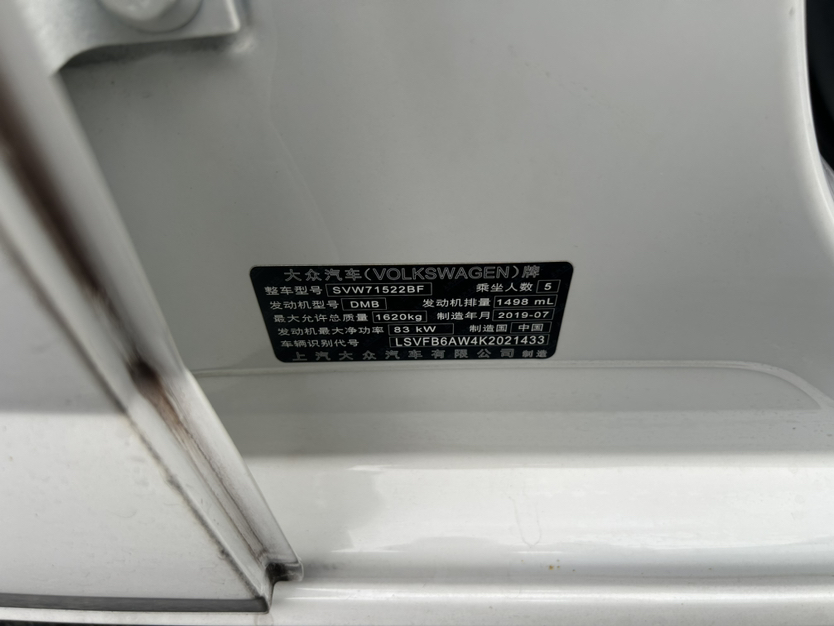 大众汽车(VOLKSWAGEN)牌
整车型号 SVW71522BF 乘坐人数 5
发动机型号 DMB 发动机排量 1498 mL
最大允许总质量 1620kg 制造年月 2019-07
发动机最大净功率 83 kW 制造国 中国
车辆识别代号 LSVFB6AW4K2021433
上汽大众汽车有限公司 制造